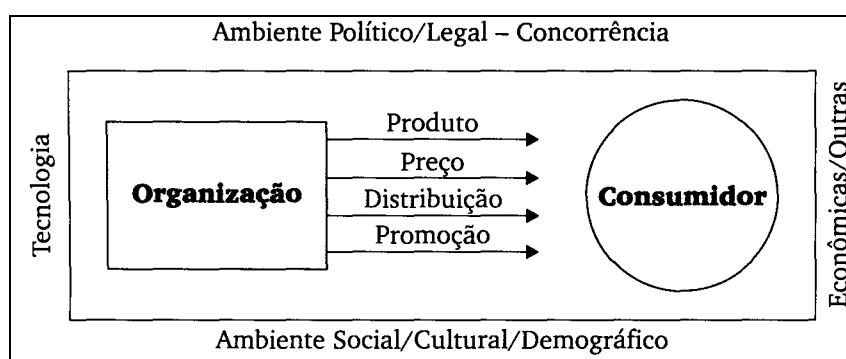 Ambiente Político/Legal – Concorrência
Tecnologia
Organização
Produto
Preço
Distribuição
Promoção
Consumidor
Econômicas/Outras
Ambiente Social/Cultural/Demográfico